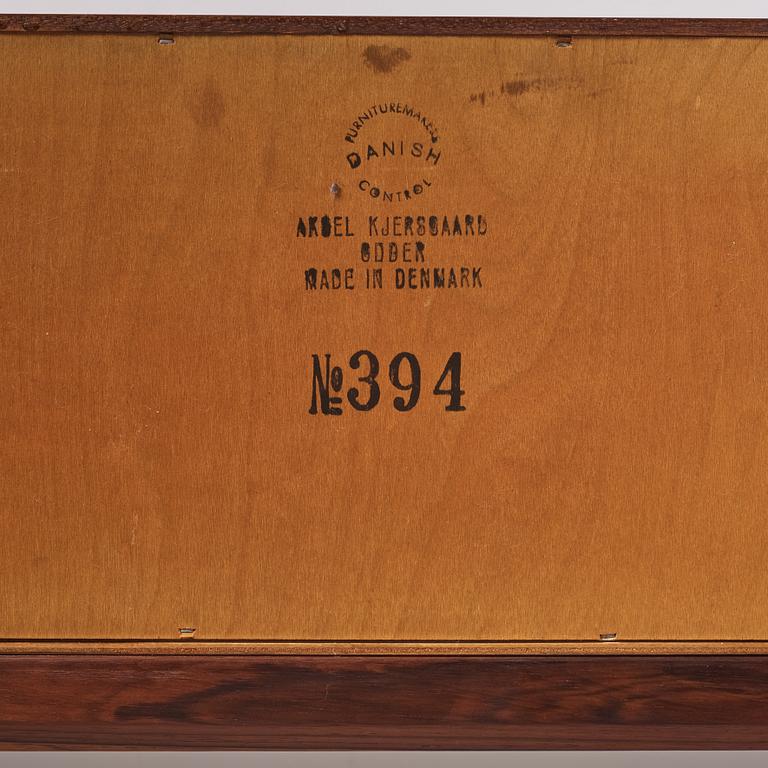 FURNITUREMAKERS
DANISH
CONTROL
AKSEL KJERSGAARD
ODDER
MADE IN DENMARK
№394